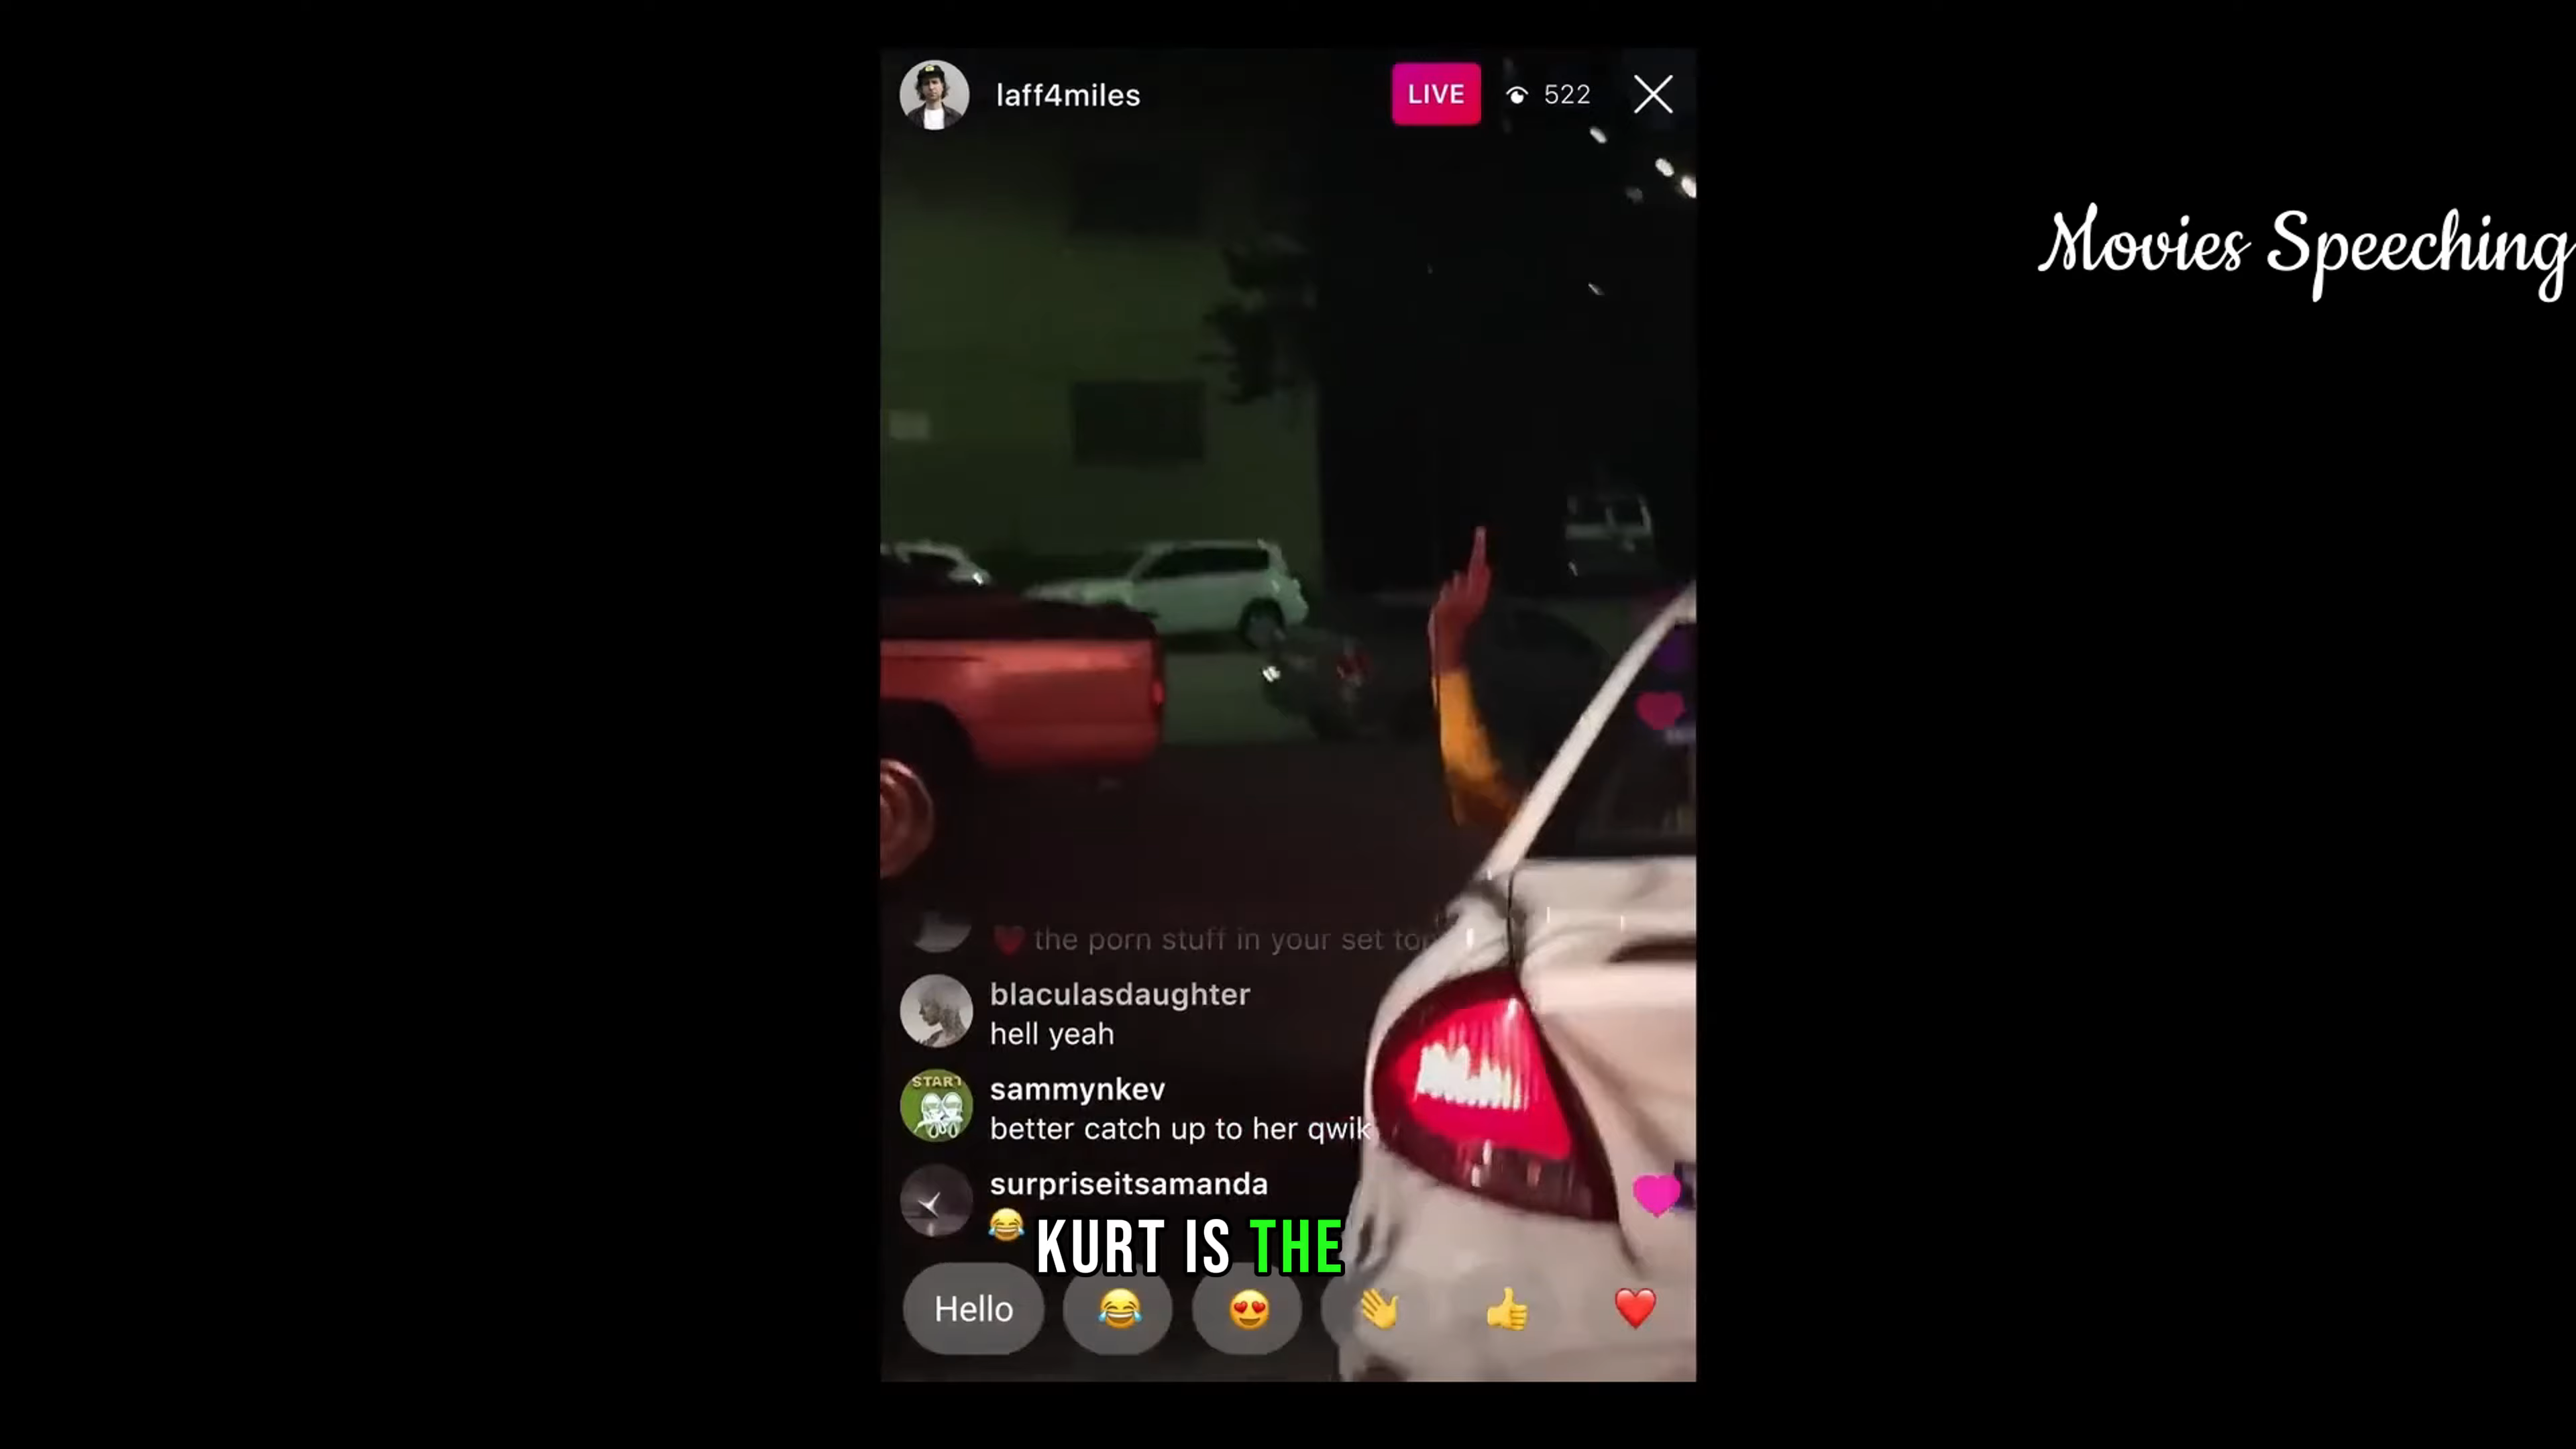 laff4miles
LIVE
522
Movies Speeching
❤️ the porn stuff in your set
blaculasdaughter
hell yeah
START
sammynkev
better catch up to her qwik
surpriseitsamanda
😂
KURT IS THE
Hello
😂 😍 👋 👍 ❤️